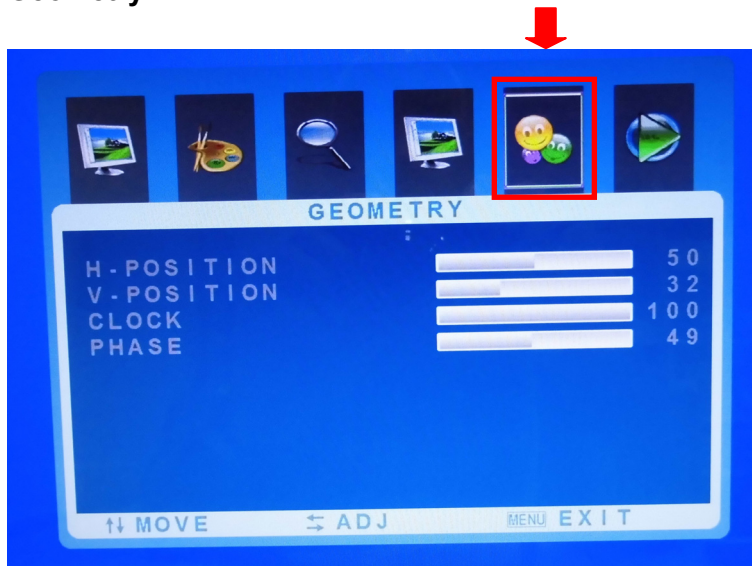 GEOMETRY
H-POSITION 50
V-POSITION 32
CLOCK 100
PHASE 49
↑↓ MOVE ⇆ ADJ MENU EXIT